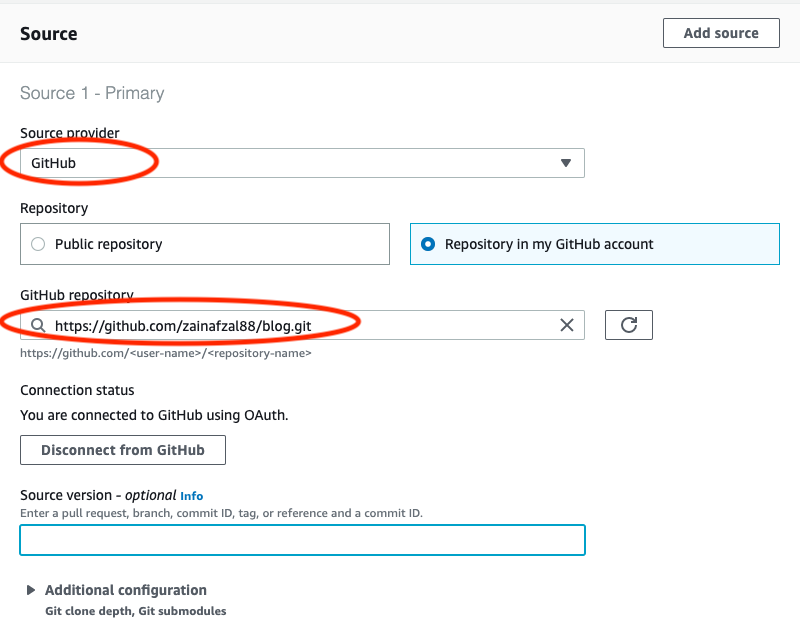 Source
Add source
Source 1 - Primary
Source provider
GitHub
Repository
Public repository
Repository in my GitHub account
GitHub repository
https://github.com/zainafzal88/blog.git
https://github.com/<user-name>/<repository-name>
Connection status
You are connected to GitHub using OAuth.
Disconnect from GitHub
Source version - optional Info
Enter a pull request, branch, commit ID, tag, or reference and a commit ID.
Additional configuration
Git clone depth, Git submodules